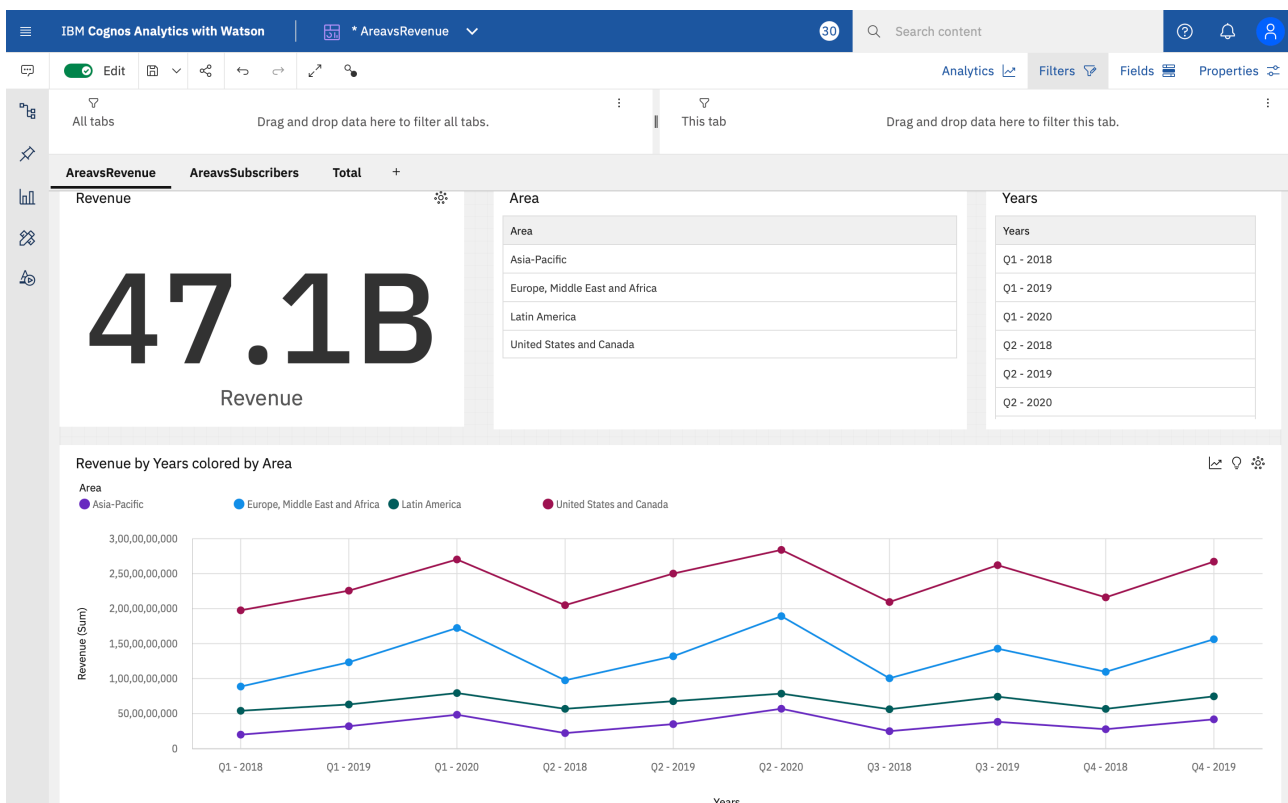 IBM Cognos Analytics with Watson
* AreavsRevenue
30
Search content
Edit
Analytics
Filters
Fields
Properties
All tabs
Drag and drop data here to filter all tabs.
This tab
Drag and drop data here to filter this tab.
AreavsRevenue
AreavsSubscribers
Total
+
Revenue
47.1B
Revenue
Area
Area
Asia-Pacific
Europe, Middle East and Africa
Latin America
United States and Canada
Years
Years
Q1 - 2018
Q1 - 2019
Q1 - 2020
Q2 - 2018
Q2 - 2019
Q2 - 2020
Revenue by Years colored by Area
Area
Asia-Pacific
Europe, Middle East and Africa
Latin America
United States and Canada
Revenue (Sum)
3,00,00,00,000
2,50,00,00,000
2,00,00,00,000
1,50,00,00,000
1,00,00,00,000
50,00,00,000
0
Q1 - 2018
Q1 - 2019
Q1 - 2020
Q2 - 2018
Q2 - 2019
Q2 - 2020
Q3 - 2018
Q3 - 2019
Q4 - 2018
Q4 - 2019
Years